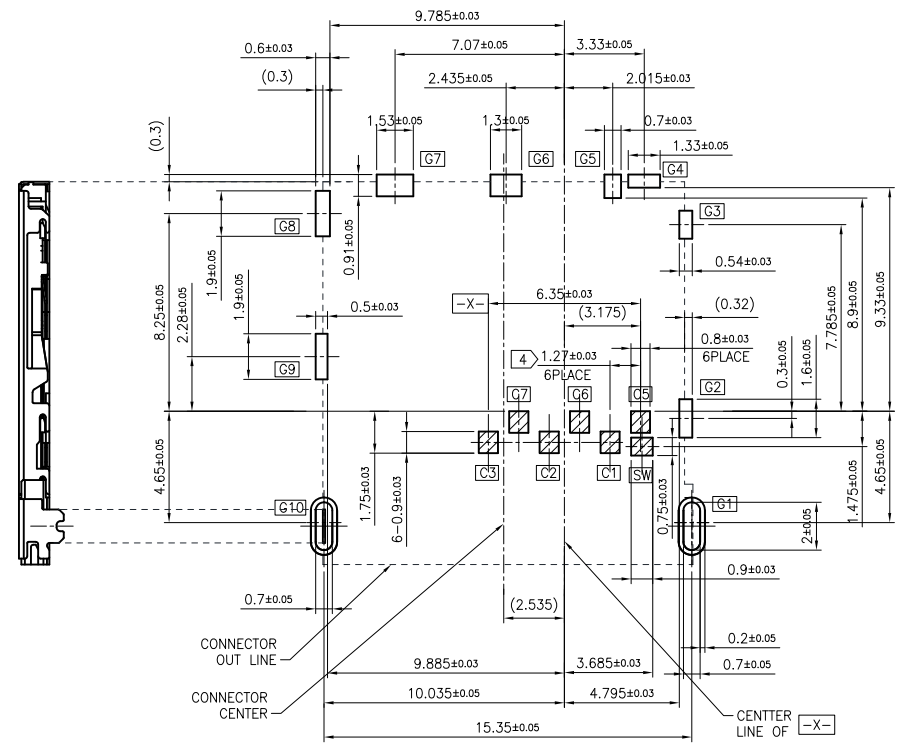 9.785±0.03
0.6±0.03
7.07±0.05
3.33±0.05
(0.3)
2.435±0.05
2.015±0.05
(0.3)
1.53±0.05
1.3±0.05
0.7±0.03
1.33±0.05
G7
G6
G5
G4
G8
G3
0.91±0.05
1.9±0.05
0.54±0.03
8.25±0.05
2.28±0.05
1.9±0.05
0.5±0.03
-X-
6.35±0.03
(0.32)
7.785±0.05
8.9±0.05
9.33±0.05
(3.175)
0.8±0.03
6PLACE
4
1.27±0.03
6PLACE
0.3±0.05
1.6±0.05
G9
C7
C6
C5
G2
4.65±0.05
1.75±0.03
6-0.9±0.03
C3
C2
C1
SW
0.75±0.03
1.475±0.05
4.65±0.05
G10
G1
2±0.05
0.9±0.03
0.7±0.05
(2.535)
0.2±0.05
CONNECTOR
OUT LINE
9.885±0.03
3.685±0.03
0.7±0.05
CONNECTOR
CENTER
10.035±0.05
4.795±0.03
CENTTER
LINE OF -X-
15.35±0.05